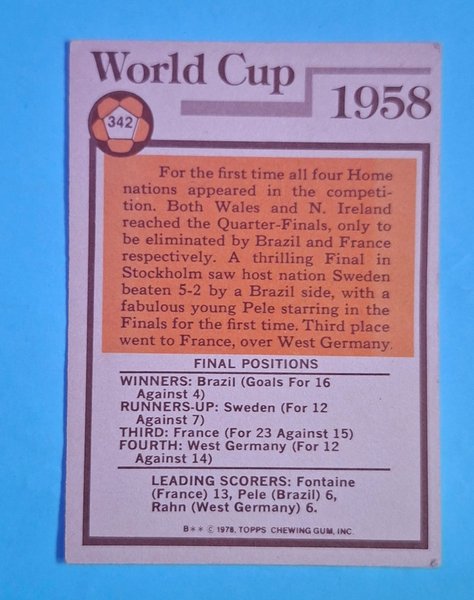 World Cup
1958
342
For the first time all four Home
nations appeared in the competi-
tion. Both Wales and N. Ireland
reached the Quarter-Finals, only to
be eliminated by Brazil and France
respectively. A thrilling Final in
Stockholm saw host nation Sweden
beaten 5-2 by a Brazil side, with a
fabulous young Pele starring in the
Finals for the first time. Third place
went to France, over West Germany.
FINAL POSITIONS
WINNERS: Brazil (Goals For 16
Against 4)
RUNNERS-UP: Sweden (For 12
Against 7)
THIRD: France (For 23 Against 15)
FOURTH: West Germany (For 12
Against 14)
LEADING SCORERS: Fontaine
(France) 13, Pele (Brazil) 6,
Rahn (West Germany) 6.
B** © 1978, TOPPS CHEWING GUM, INC.